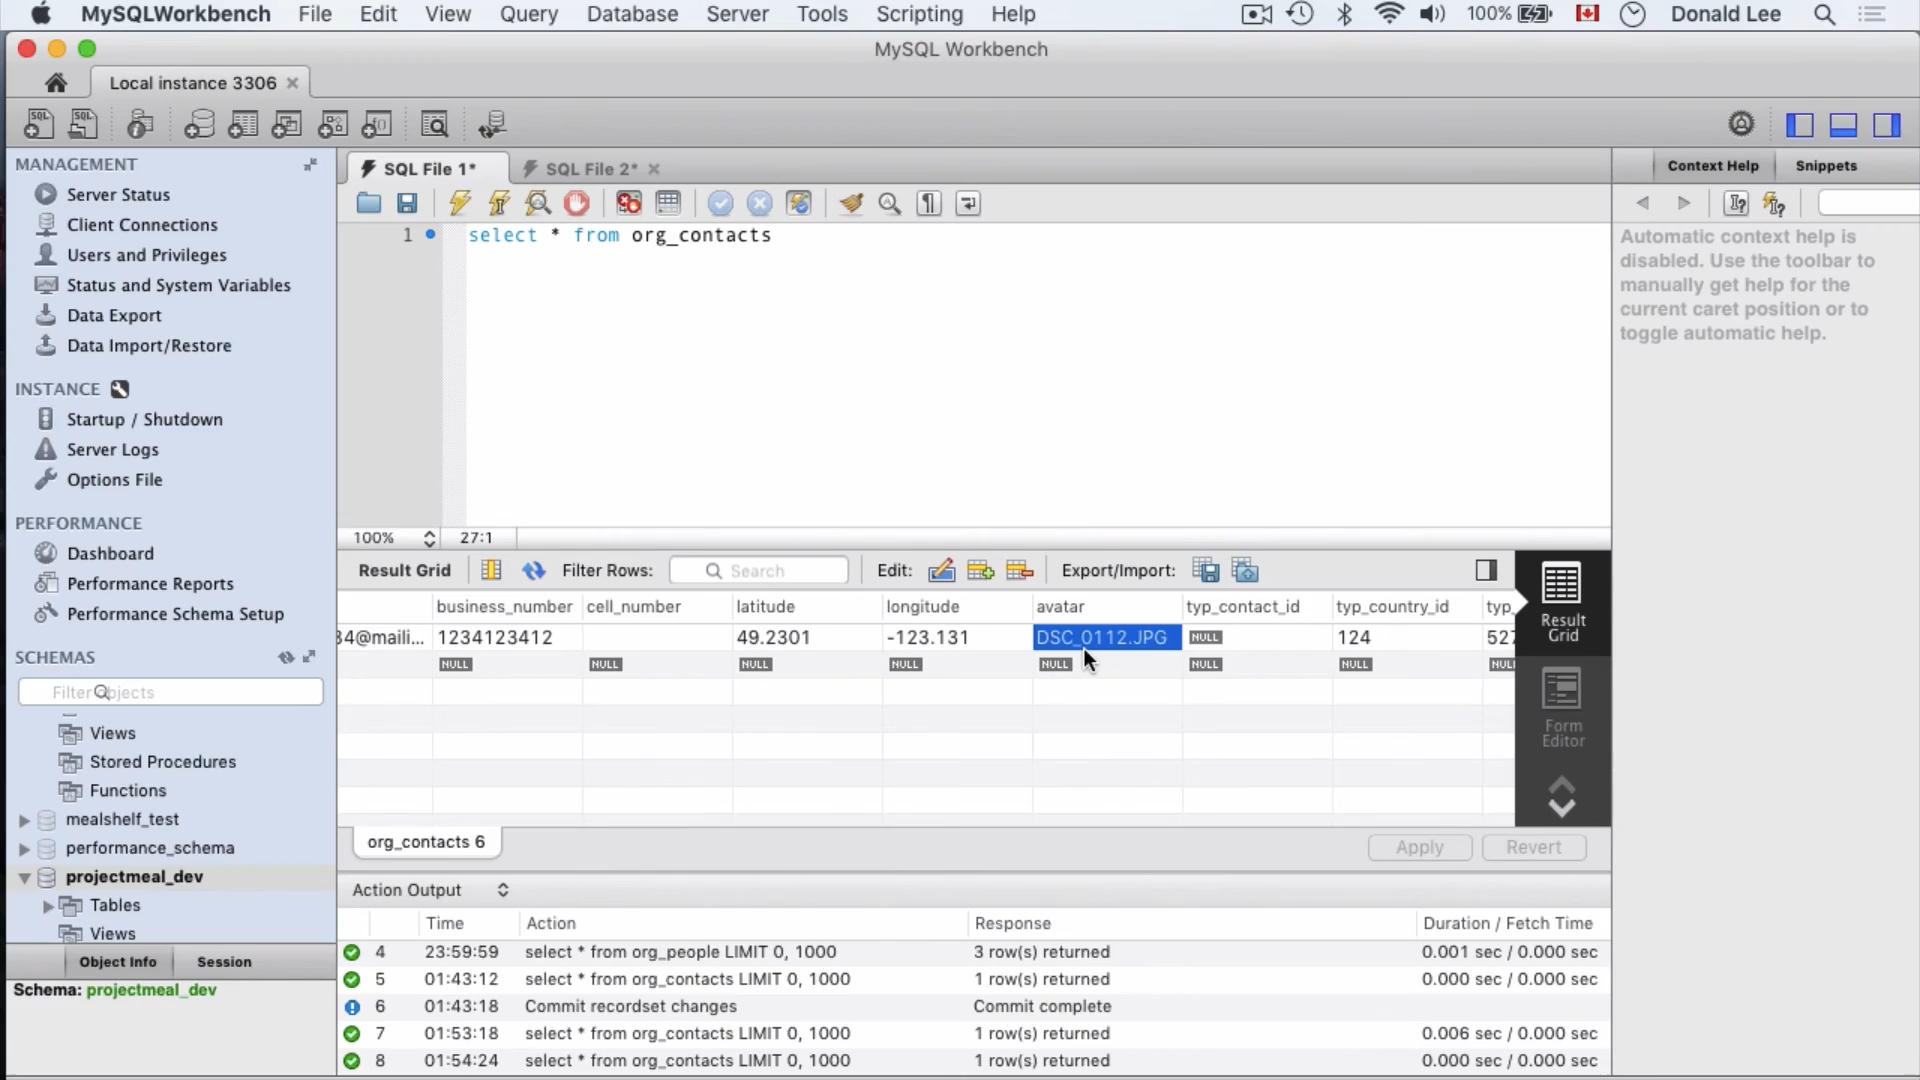 MySQLWorkbench File Edit View Query Database Server Tools Scripting Help 100% Donald Lee
MySQL Workbench
Local instance 3306
MANAGEMENT
Server Status
Client Connections
Users and Privileges
Status and System Variables
Data Export
Data Import/Restore
INSTANCE
Startup / Shutdown
Server Logs
Options File
PERFORMANCE
Dashboard
Performance Reports
Performance Schema Setup
SCHEMAS
Filter objects
Views
Stored Procedures
Functions
mealshelf_test
performance_schema
projectmeal_dev
Tables
Views
Object Info Session
Schema: projectmeal_dev
SQL File 1* SQL File 2*
1 select * from org_contacts
100% 27:1
Result Grid Filter Rows: Search Edit: Export/Import:
business_number cell_number latitude longitude avatar typ_contact_id typ_country_id typ_
34@maili... 1234123412 49.2301 -123.131 DSC_0112.JPG NULL 124 527
NULL NULL NULL NULL NULL NULL NULL NULL
Result
Grid
Form
Editor
org_contacts 6 Apply Revert
Action Output
Time Action Response Duration / Fetch Time
4 23:59:59 select * from org_people LIMIT 0, 1000 3 row(s) returned 0.001 sec / 0.000 sec
5 01:43:12 select * from org_contacts LIMIT 0, 1000 1 row(s) returned 0.000 sec / 0.000 sec
6 01:43:18 Commit recordset changes Commit complete
7 01:53:18 select * from org_contacts LIMIT 0, 1000 1 row(s) returned 0.006 sec / 0.000 sec
8 01:54:24 select * from org_contacts LIMIT 0, 1000 1 row(s) returned 0.000 sec / 0.000 sec
Context Help Snippets
Automatic context help is
disabled. Use the toolbar to
manually get help for the
current caret position or to
toggle automatic help.